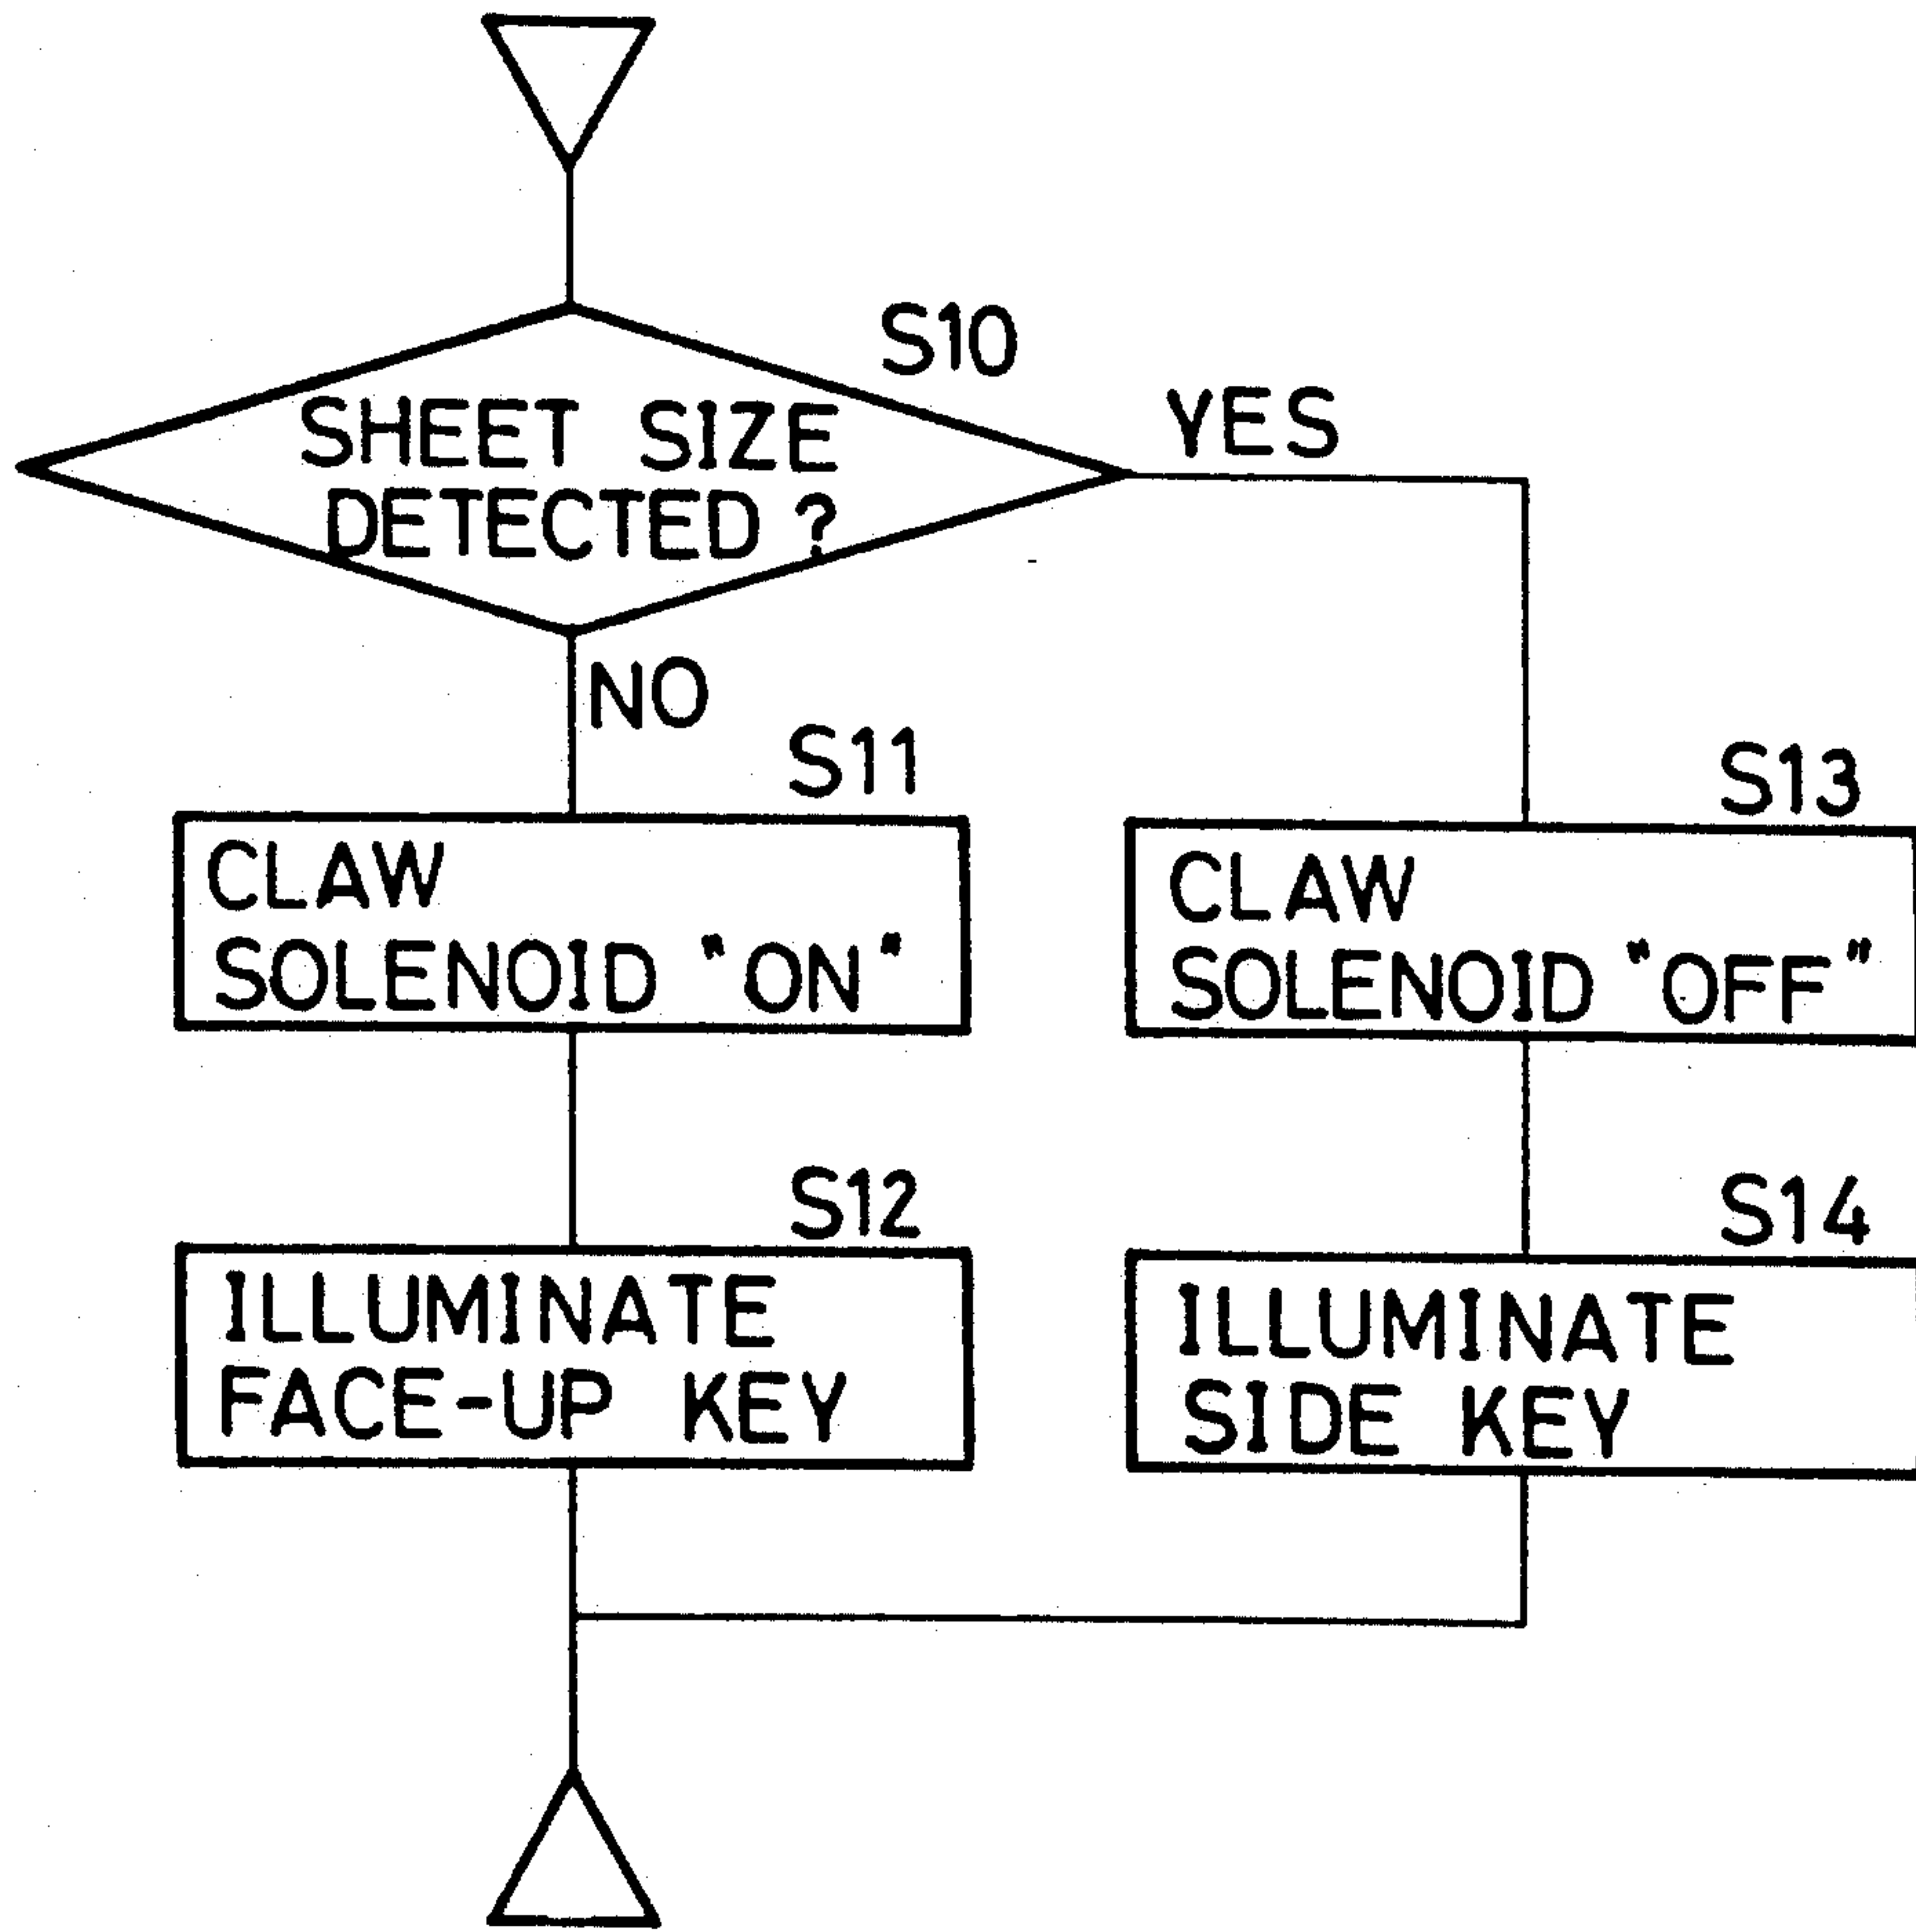 S10
SHEET SIZE
DETECTED ?
YES
NO
S11
CLAW
SOLENOID "ON"
S13
CLAW
SOLENOID "OFF"
S12
ILLUMINATE
FACE-UP KEY
S14
ILLUMINATE
SIDE KEY